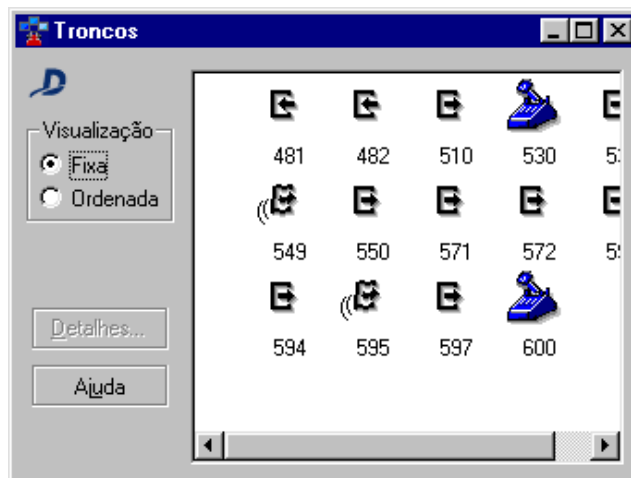 Troncos
Visualização
Fixa
Ordenada
Detalhes...
Ajuda
481 482 510 530
549 550 571 572
594 595 597 600